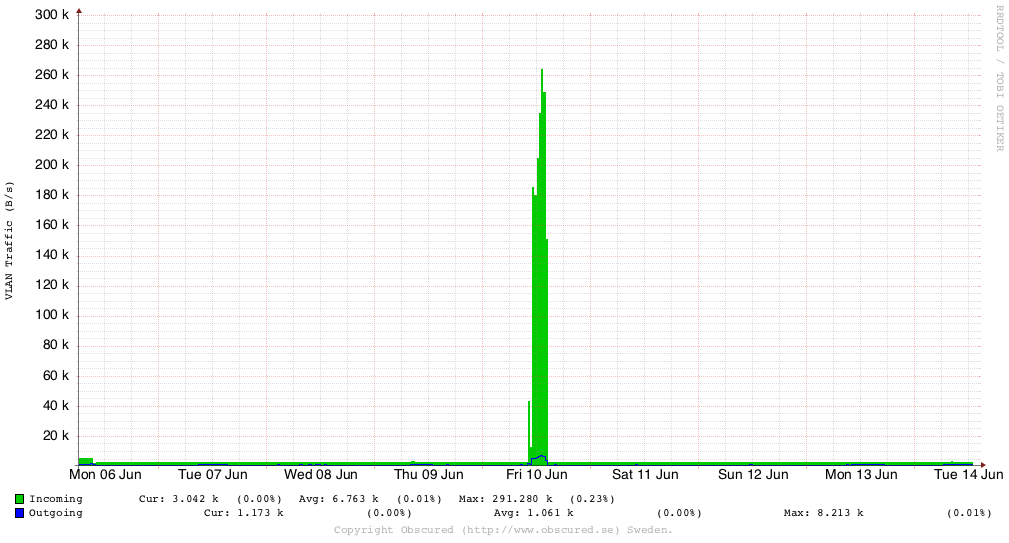 300 k
280 k
260 k
240 k
220 k
200 k
180 k
160 k
140 k
120 k
100 k
80 k
60 k
40 k
20 k
VLAN Traffic (B/s)
RRDTOOL / TOBI OETIKER
Mon 06 Jun Tue 07 Jun Wed 08 Jun Thu 09 Jun Fri 10 Jun Sat 11 Jun Sun 12 Jun Mon 13 Jun Tue 14 Jun
Incoming Cur: 3.042 k (0.00%) Avg: 6.763 k (0.01%) Max: 291.280 k (0.23%)
Outgoing Cur: 1.173 k (0.00%) Avg: 1.061 k (0.00%) Max: 8.213 k (0.01%)
Copyright Obscured (http://www.obscured.se) Sweden.